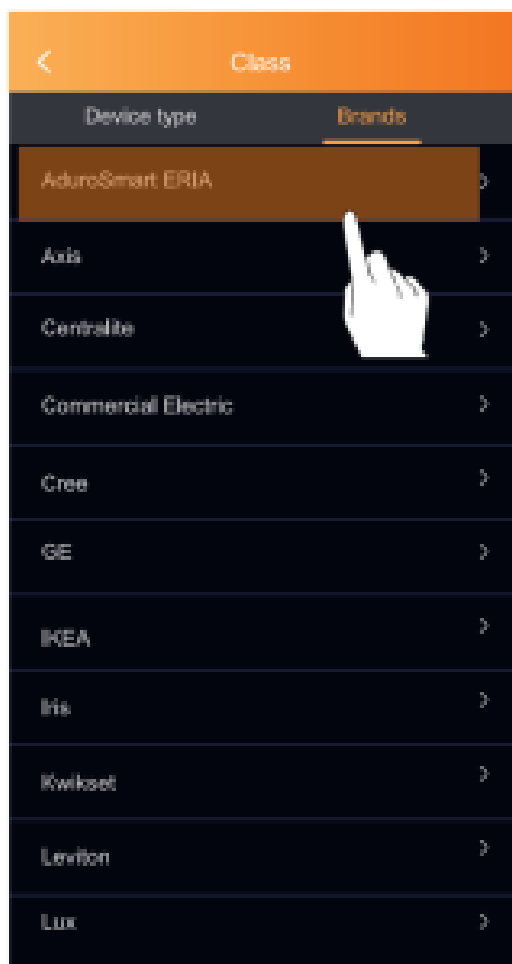 Class
Device type Brands
AduroSmart ERIA
Axis
Centralite
Commercial Electric
Cree
GE
IKEA
Iris
Kwikset
Leviton
Lux